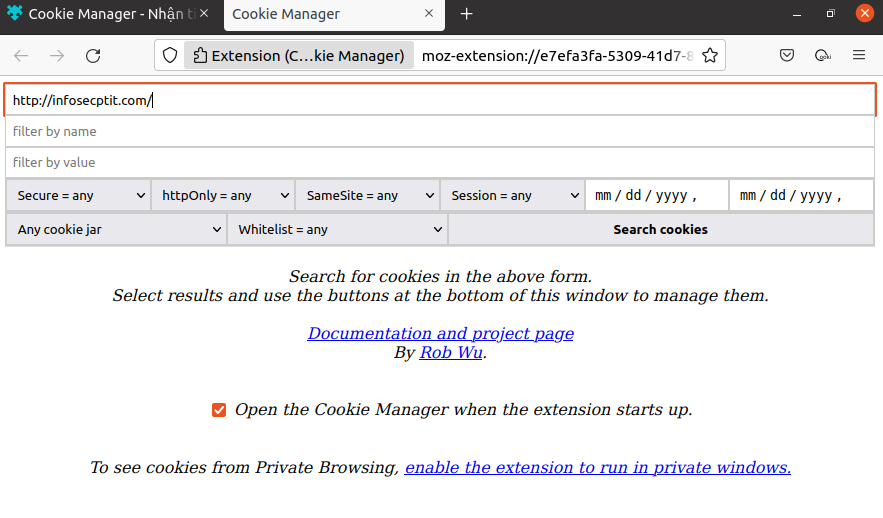 Cookie Manager - Nhận ti
Cookie Manager
Extension (C…kie Manager)
moz-extension://e7efa3fa-5309-41d7-8
http://infosecptit.com/
filter by name
filter by value
Secure = any httpOnly = any SameSite = any Session = any mm / dd / yyyy , mm / dd / yyyy ,
Any cookie jar Whitelist = any Search cookies
Search for cookies in the above form.
Select results and use the buttons at the bottom of this window to manage them.
Documentation and project page
By Rob Wu.
Open the Cookie Manager when the extension starts up.
To see cookies from Private Browsing, enable the extension to run in private windows.